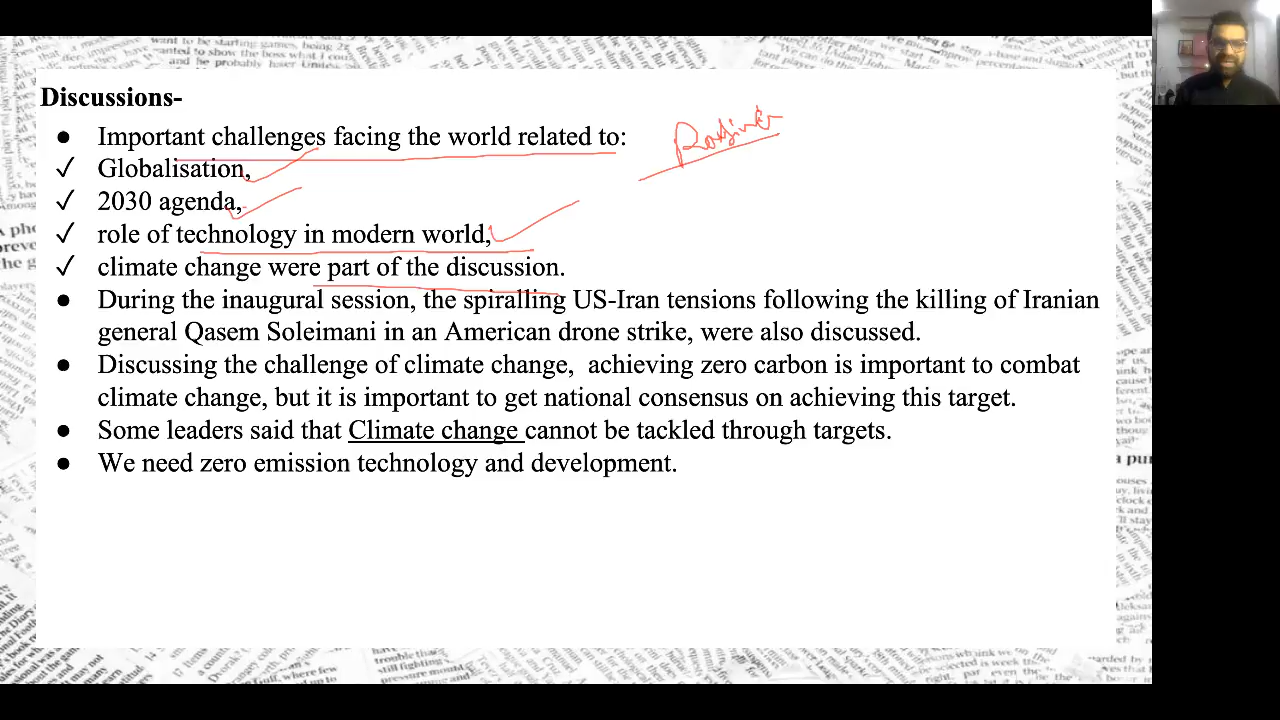 Discussions-
● Important challenges facing the world related to:
✓ Globalisation,
✓ 2030 agenda,
✓ role of technology in modern world,
✓ climate change were part of the discussion.
● During the inaugural session, the spiralling US-Iran tensions following the killing of Iranian
general Qasem Soleimani in an American drone strike, were also discussed.
● Discussing the challenge of climate change,  achieving zero carbon is important to combat
climate change, but it is important to get national consensus on achieving this target.
● Some leaders said that Climate change cannot be tackled through targets.
● We need zero emission technology and development.